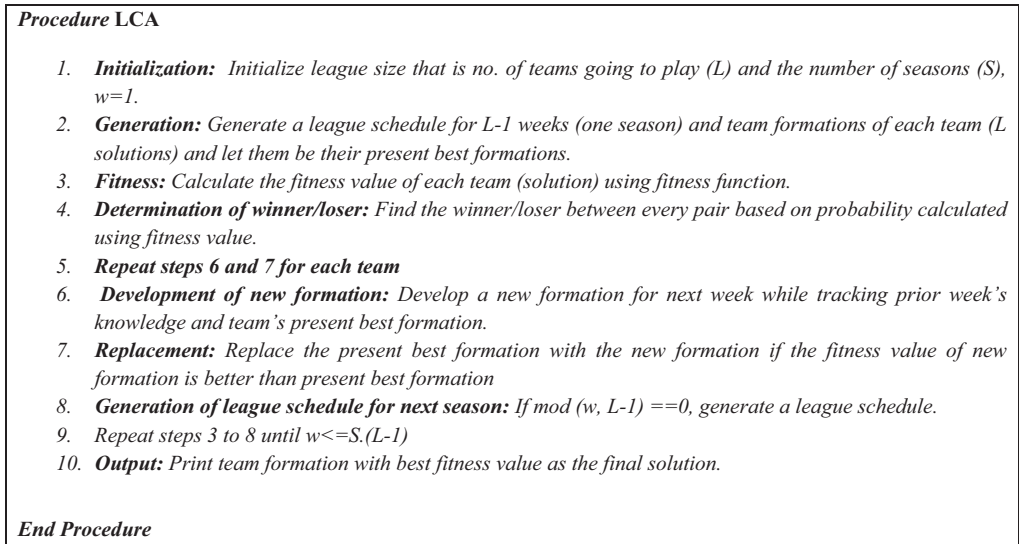 Procedure LCA
1. Initialization: Initialize league size that is no. of teams going to play (L) and the number of seasons (S),
w=1.
2. Generation: Generate a league schedule for L-1 weeks (one season) and team formations of each team (L
solutions) and let them be their present best formations.
3. Fitness: Calculate the fitness value of each team (solution) using fitness function.
4. Determination of winner/loser: Find the winner/loser between every pair based on probability calculated
using fitness value.
5. Repeat steps 6 and 7 for each team
6. Development of new formation: Develop a new formation for next week while tracking prior week's
knowledge and team's present best formation.
7. Replacement: Replace the present best formation with the new formation if the fitness value of new
formation is better than present best formation
8. Generation of league schedule for next season: If mod (w, L-1) ==0, generate a league schedule.
9. Repeat steps 3 to 8 until w<=S.(L-1)
10. Output: Print team formation with best fitness value as the final solution.
End Procedure